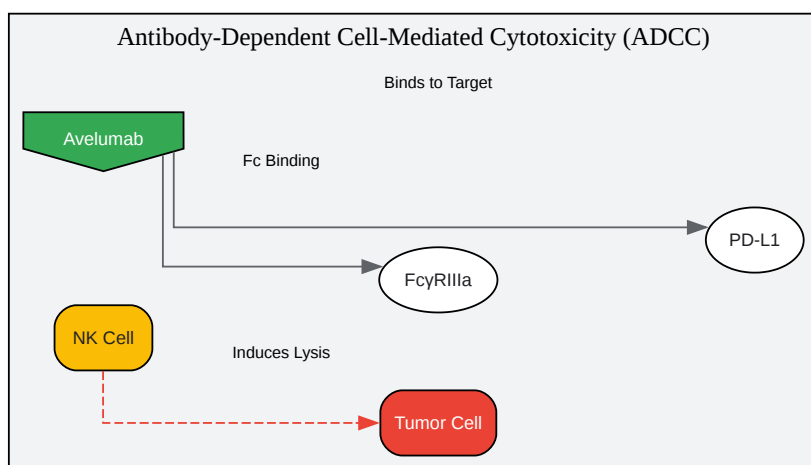 Antibody-Dependent Cell-Mediated Cytotoxicity (ADCC)
Binds to Target
Avelumab
Fc Binding
PD-L1
FcγRIIIa
NK Cell
Induces Lysis
Tumor Cell